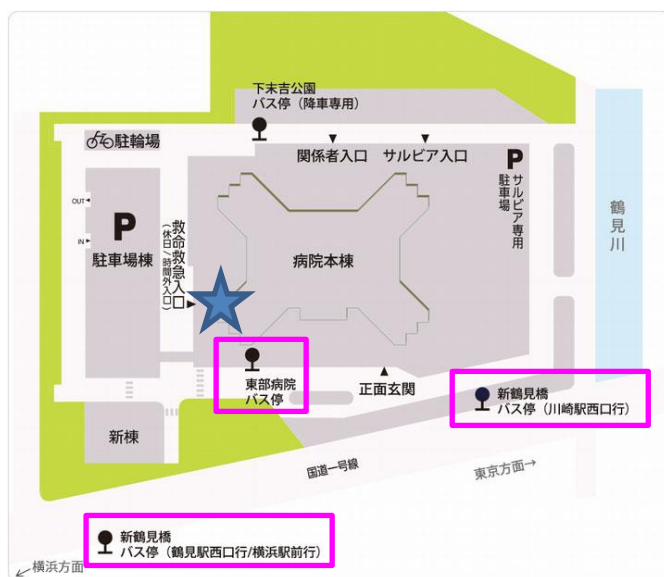 下末吉公園
バス停（降車専用）
駐輪場
関係者入口
サルビア入口
P
サルビア専用
駐車場
鶴見川
OUT
P
IN
駐車場棟
救命救急入口
（休日/時間外入口）
病院本棟
東部病院
バス停
正面玄関
新鶴見橋
バス停（川崎駅西口行）
新棟
国道一号線
東京方面→
新鶴見橋
バス停（鶴見駅西口行/横浜駅前行）
←横浜方面